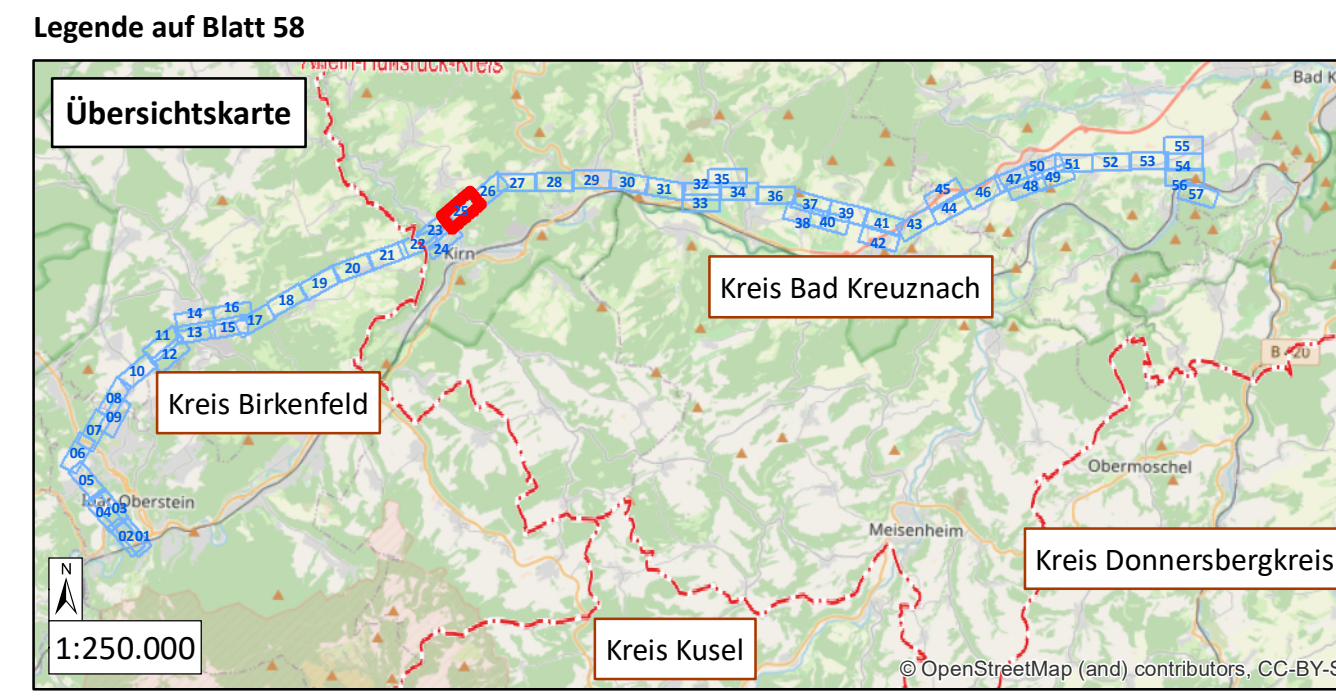 Legende auf Blatt 58
Rhein-Hunsrück-Kreis
Übersichtskarte
Bad K
55
50 51 52 53 54
47 48 49 56
45 46 57
44
27 28 29 30 31 32 35
26 33 34 36 37
25 38 40 39 41 43
23 42
22 24
Kirn
21
20
19
18
Kreis Bad Kreuznach
14 16
11 13 15 17
12
10
B 420
08
09
07
Kreis Birkenfeld
06
05
Idar-Oberstein
04 03
02 01
Obermoschel
Meisenheim
Kreis Donnersbergkreis
N
1:250.000
Kreis Kusel
© OpenStreetMap (and) contributors, CC-BY-S